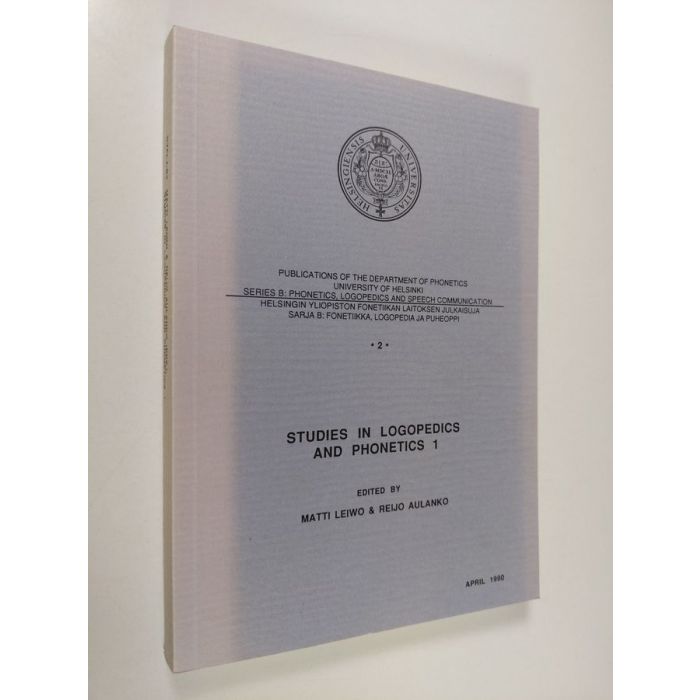 HELSINGIENSIS UNIVERSITAS
PUBLICATIONS OF THE DEPARTMENT OF PHONETICS
UNIVERSITY OF HELSINKI
SERIES B: PHONETICS, LOGOPEDICS AND SPEECH COMMUNICATION
HELSINGIN YLIOPISTON FONETIIKAN LAITOKSEN JULKAISUJA
SARJA B: FONETIIKKA, LOGOPEDIA JA PUHEOPPI
• 2 •
STUDIES IN LOGOPEDICS
AND PHONETICS 1
EDITED BY
MATTI LEIWO & REIJO AULANKO
APRIL 1990